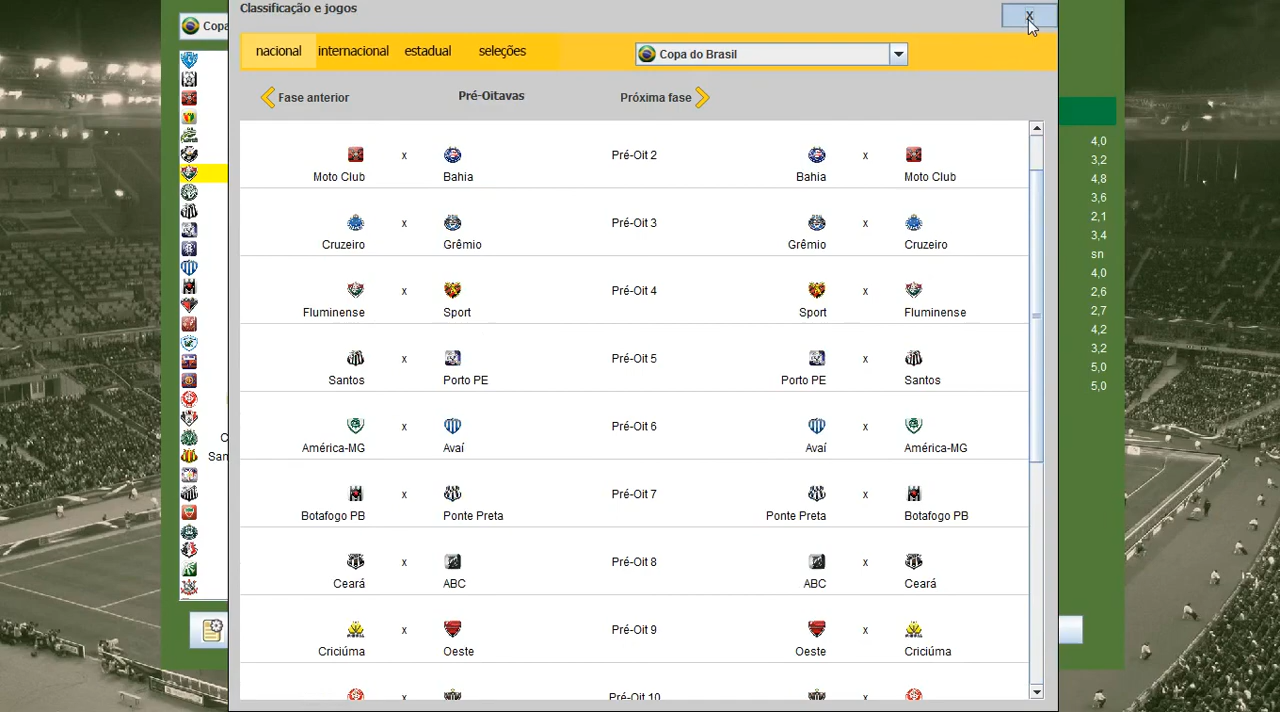 Classificação e jogos
x
Copa
nacional internacional estadual seleções Copa do Brasil
Fase anterior Pré-Oitavas Próxima fase
x Pré-Oit 2 x
Moto Club Bahia Bahia Moto Club
x Pré-Oit 3 x
Cruzeiro Grêmio Grêmio Cruzeiro
x Pré-Oit 4 x
Fluminense Sport Sport Fluminense
x Pré-Oit 5 x
Santos Porto PE Porto PE Santos
x Pré-Oit 6 x
América-MG Avaí Avaí América-MG
x Pré-Oit 7 x
Botafogo PB Ponte Preta Ponte Preta Botafogo PB
x Pré-Oit 8 x
Ceará ABC ABC Ceará
x Pré-Oit 9 x
Criciúma Oeste Oeste Criciúma
x Pré-Oit 10 x
C
San
4,0
3,2
4,8
3,6
2,1
3,4
sn
4,0
2,6
2,7
4,2
3,2
5,0
5,0